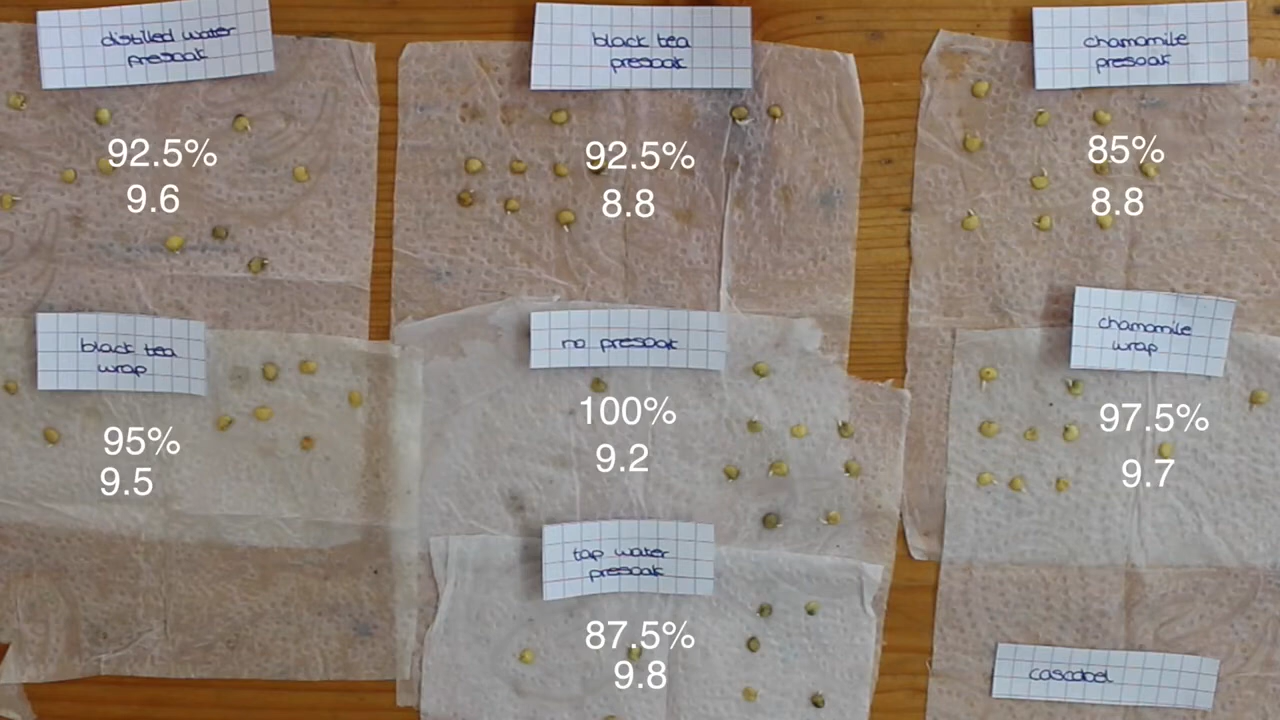 distilled water
presoak
92.5%
9.6
black tea
presoak
92.5%
8.8
chamomile
presoak
85%
8.8
black tea
wrap
95%
9.5
no presoak
100%
9.2
chamomile
wrap
97.5%
9.7
tap water
presoak
87.5%
9.8
cascabel